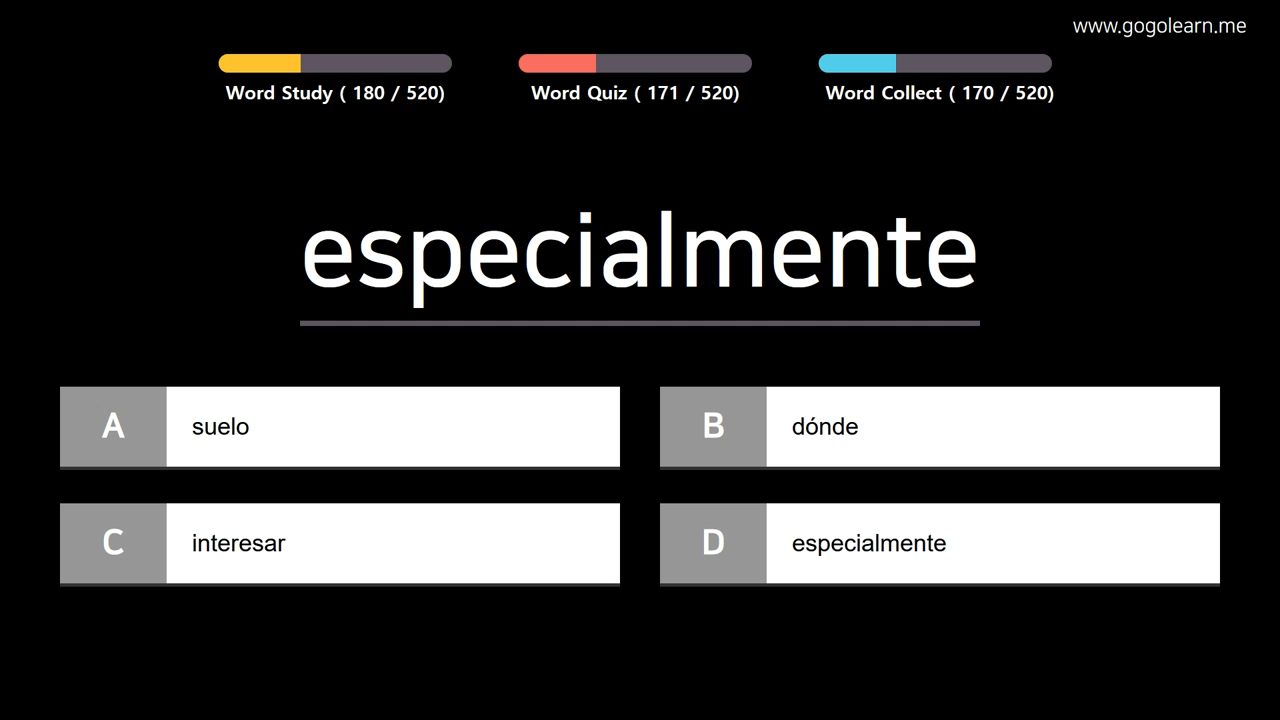 www.gogolearn.me
Word Study ( 180 / 520)
Word Quiz ( 171 / 520)
Word Collect ( 170 / 520)
especialmente
A suelo
B dónde
C interesar
D especialmente